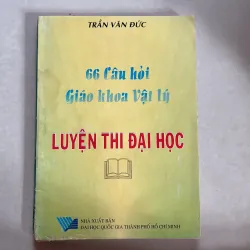 TRẦN VĂN ĐỨC
66 Câu hỏi
Giáo khoa Vật lý
LUYỆN THI ĐẠI HỌC
NHÀ XUẤT BẢN
ĐẠI HỌC QUỐC GIA THÀNH PHỐ HỒ CHÍ MINH